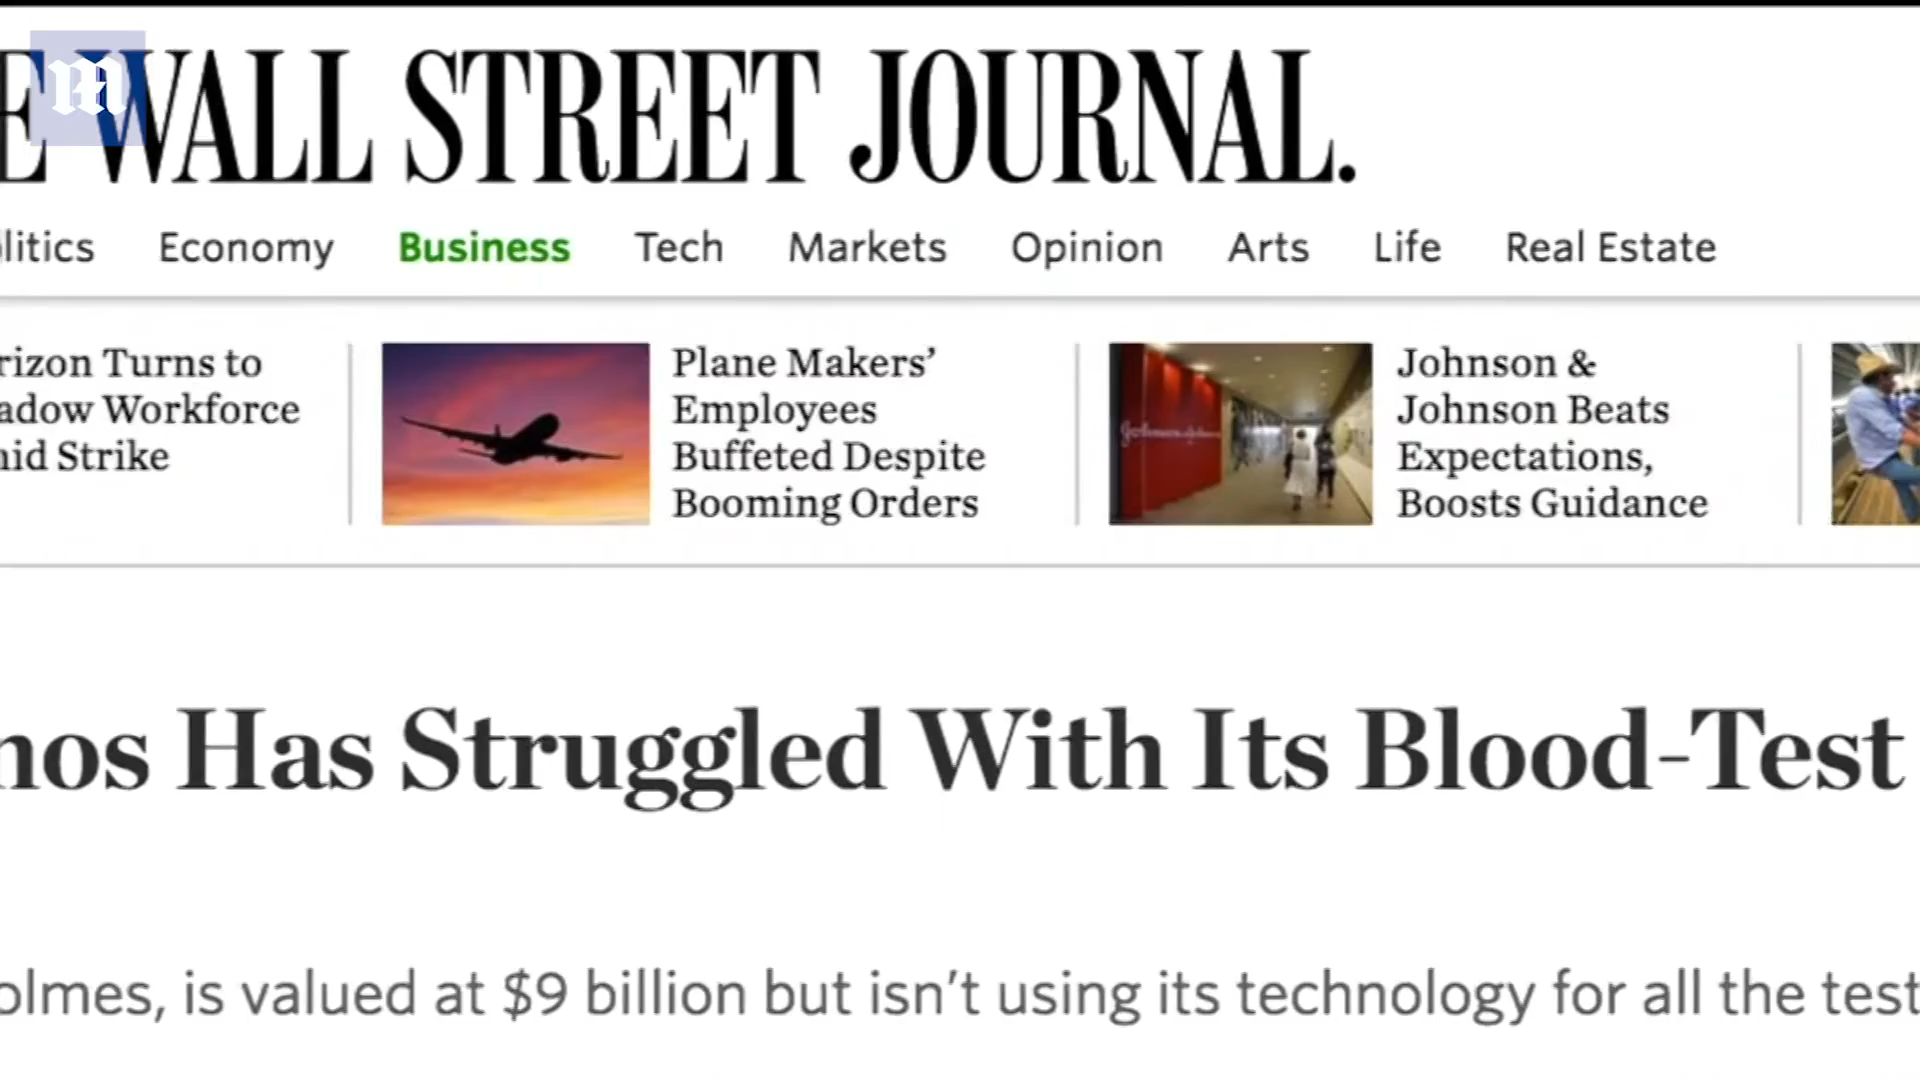 E WALL STREET JOURNAL.
litics Economy Business Tech Markets Opinion Arts Life Real Estate
rizon Turns to
adow Workforce
id Strike
Plane Makers’
Employees
Buffeted Despite
Booming Orders
Johnson &
Johnson Beats
Expectations,
Boosts Guidance
Johnson & Johnson
nos Has Struggled With Its Blood-Test
olmes, is valued at $9 billion but isn’t using its technology for all the test